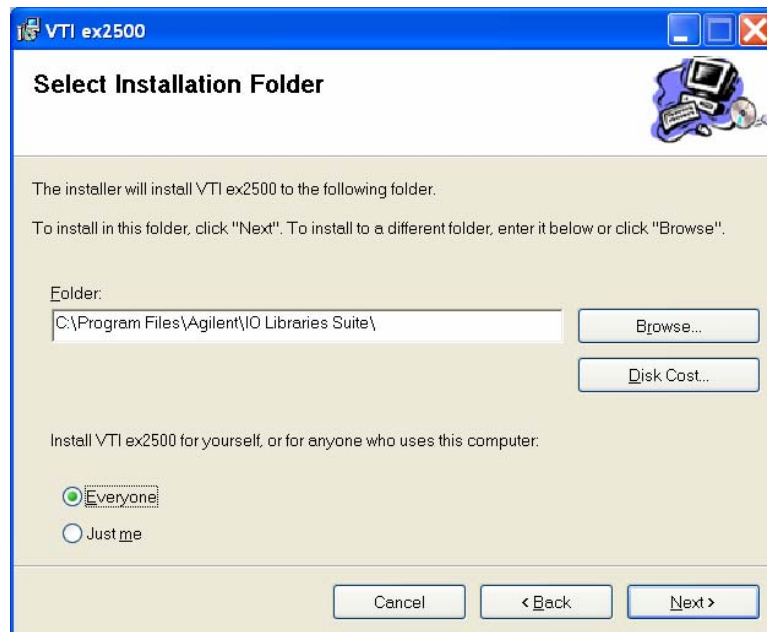 VTI ex2500
Select Installation Folder
The installer will install VTI ex2500 to the following folder.
To install in this folder, click "Next". To install to a different folder, enter it below or click "Browse".
Folder:
C:\Program Files\Agilent\IO Libraries Suite\
Browse...
Disk Cost...
Install VTI ex2500 for yourself, or for anyone who uses this computer:
Everyone
Just me
Cancel
< Back
Next >